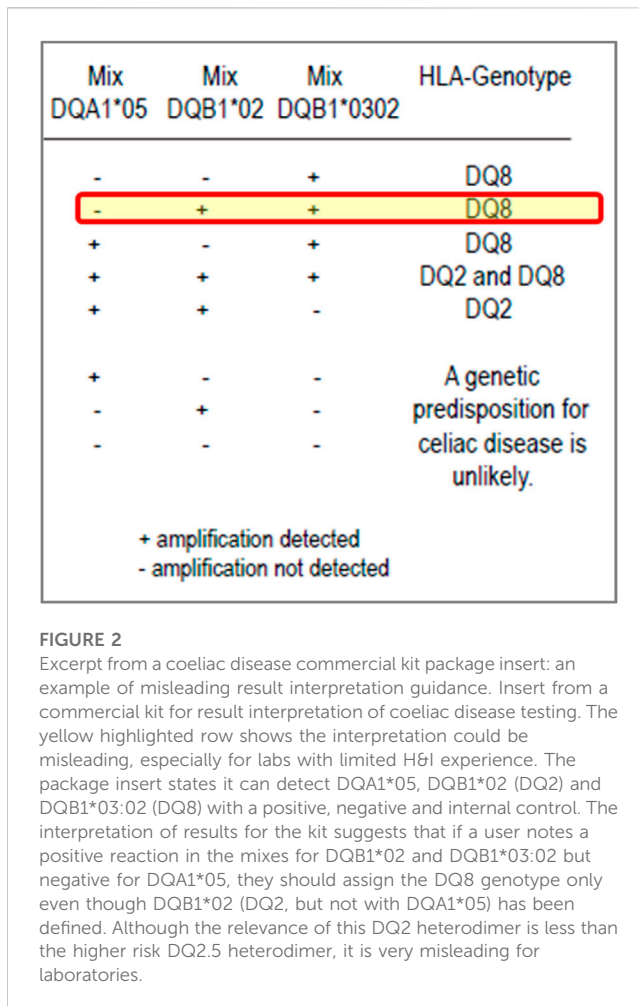 Mix Mix Mix HLA-Genotype
DQA1*05 DQB1*02 DQB1*0302
- - + DQ8
- + + DQ8
+ - + DQ8
+ + + DQ2 and DQ8
+ + - DQ2
+ - - A genetic
- + - predisposition for
- - - celiac disease is
unlikely.
+ amplification detected
- amplification not detected
FIGURE 2
Excerpt from a coeliac disease commercial kit package insert: an
example of misleading result interpretation guidance. Insert from a
commercial kit for result interpretation of coeliac disease testing. The
yellow highlighted row shows the interpretation could be
misleading, especially for labs with limited H&I experience. The
package insert states it can detect DQA1*05, DQB1*02 (DQ2) and
DQB1*03:02 (DQ8) with a positive, negative and internal control. The
interpretation of results for the kit suggests that if a user notes a
positive reaction in the mixes for DQB1*02 and DQB1*03:02 but
negative for DQA1*05, they should assign the DQ8 genotype only
even though DQB1*02 (DQ2, but not with DQA1*05) has been
defined. Although the relevance of this DQ2 heterodimer is less than
the higher risk DQ2.5 heterodimer, it is very misleading for
laboratories.